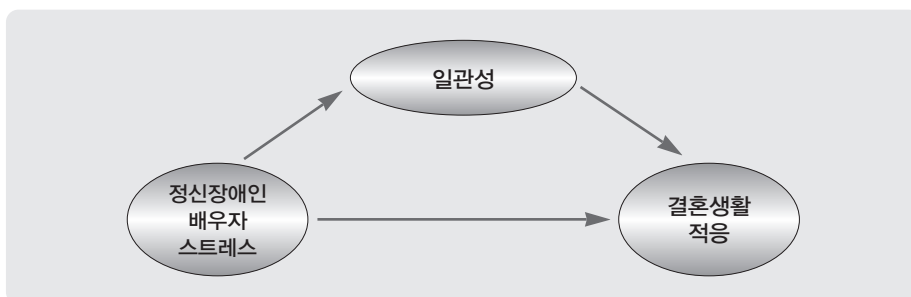 일관성
정신장애인
배우자
스트레스
결혼생활
적응